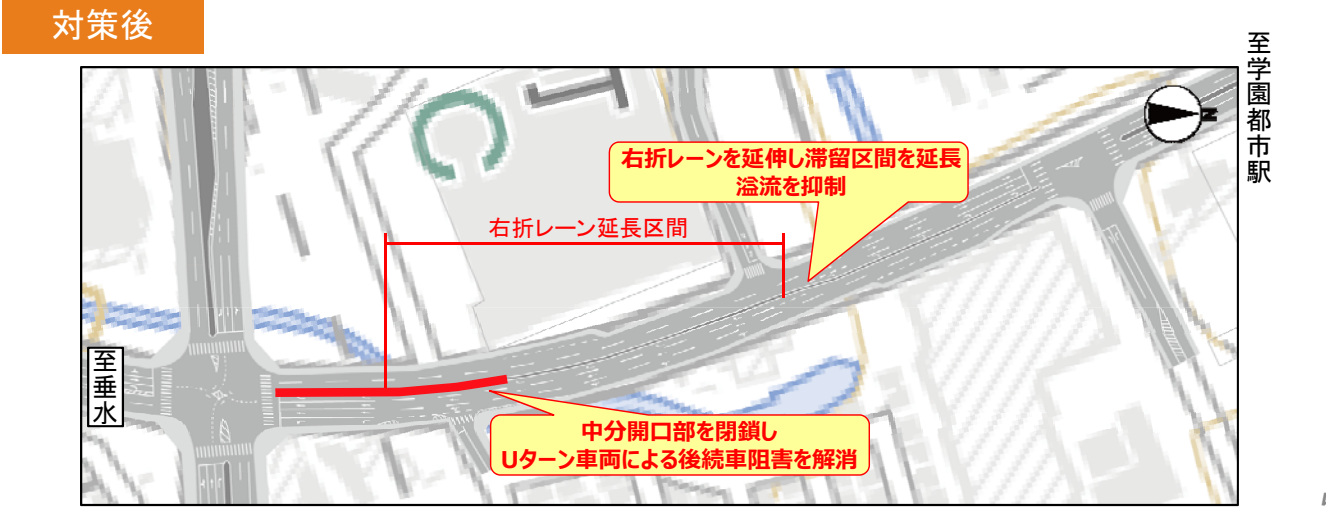 対策後
至学園都市駅
N
右折レーンを延伸し滞留区間を延長
溢流を抑制
右折レーン延長区間
至垂水
中分開口部を閉鎖し
Uターン車両による後続車阻害を解消